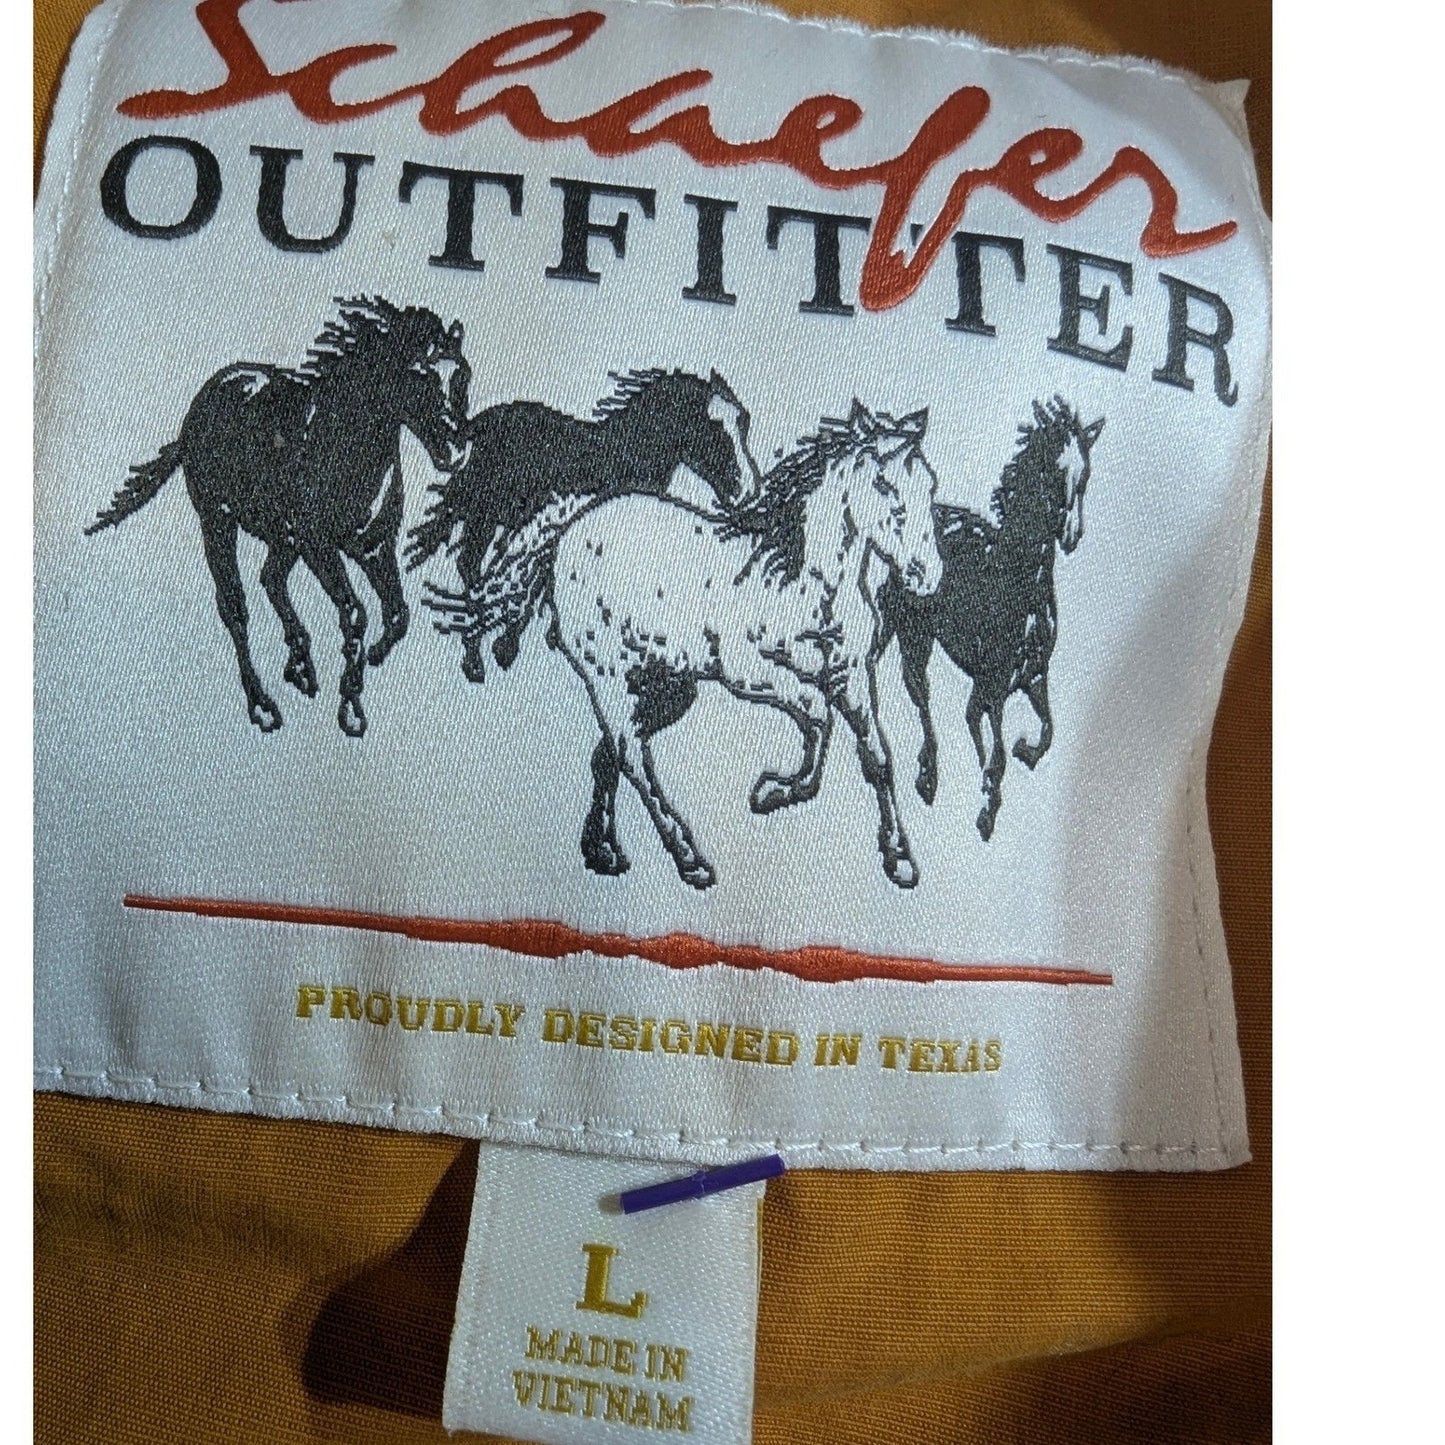 Schaefer
OUTFITTER
PROUDLY DESIGNED IN TEXAS
L
MADE IN
VIETNAM